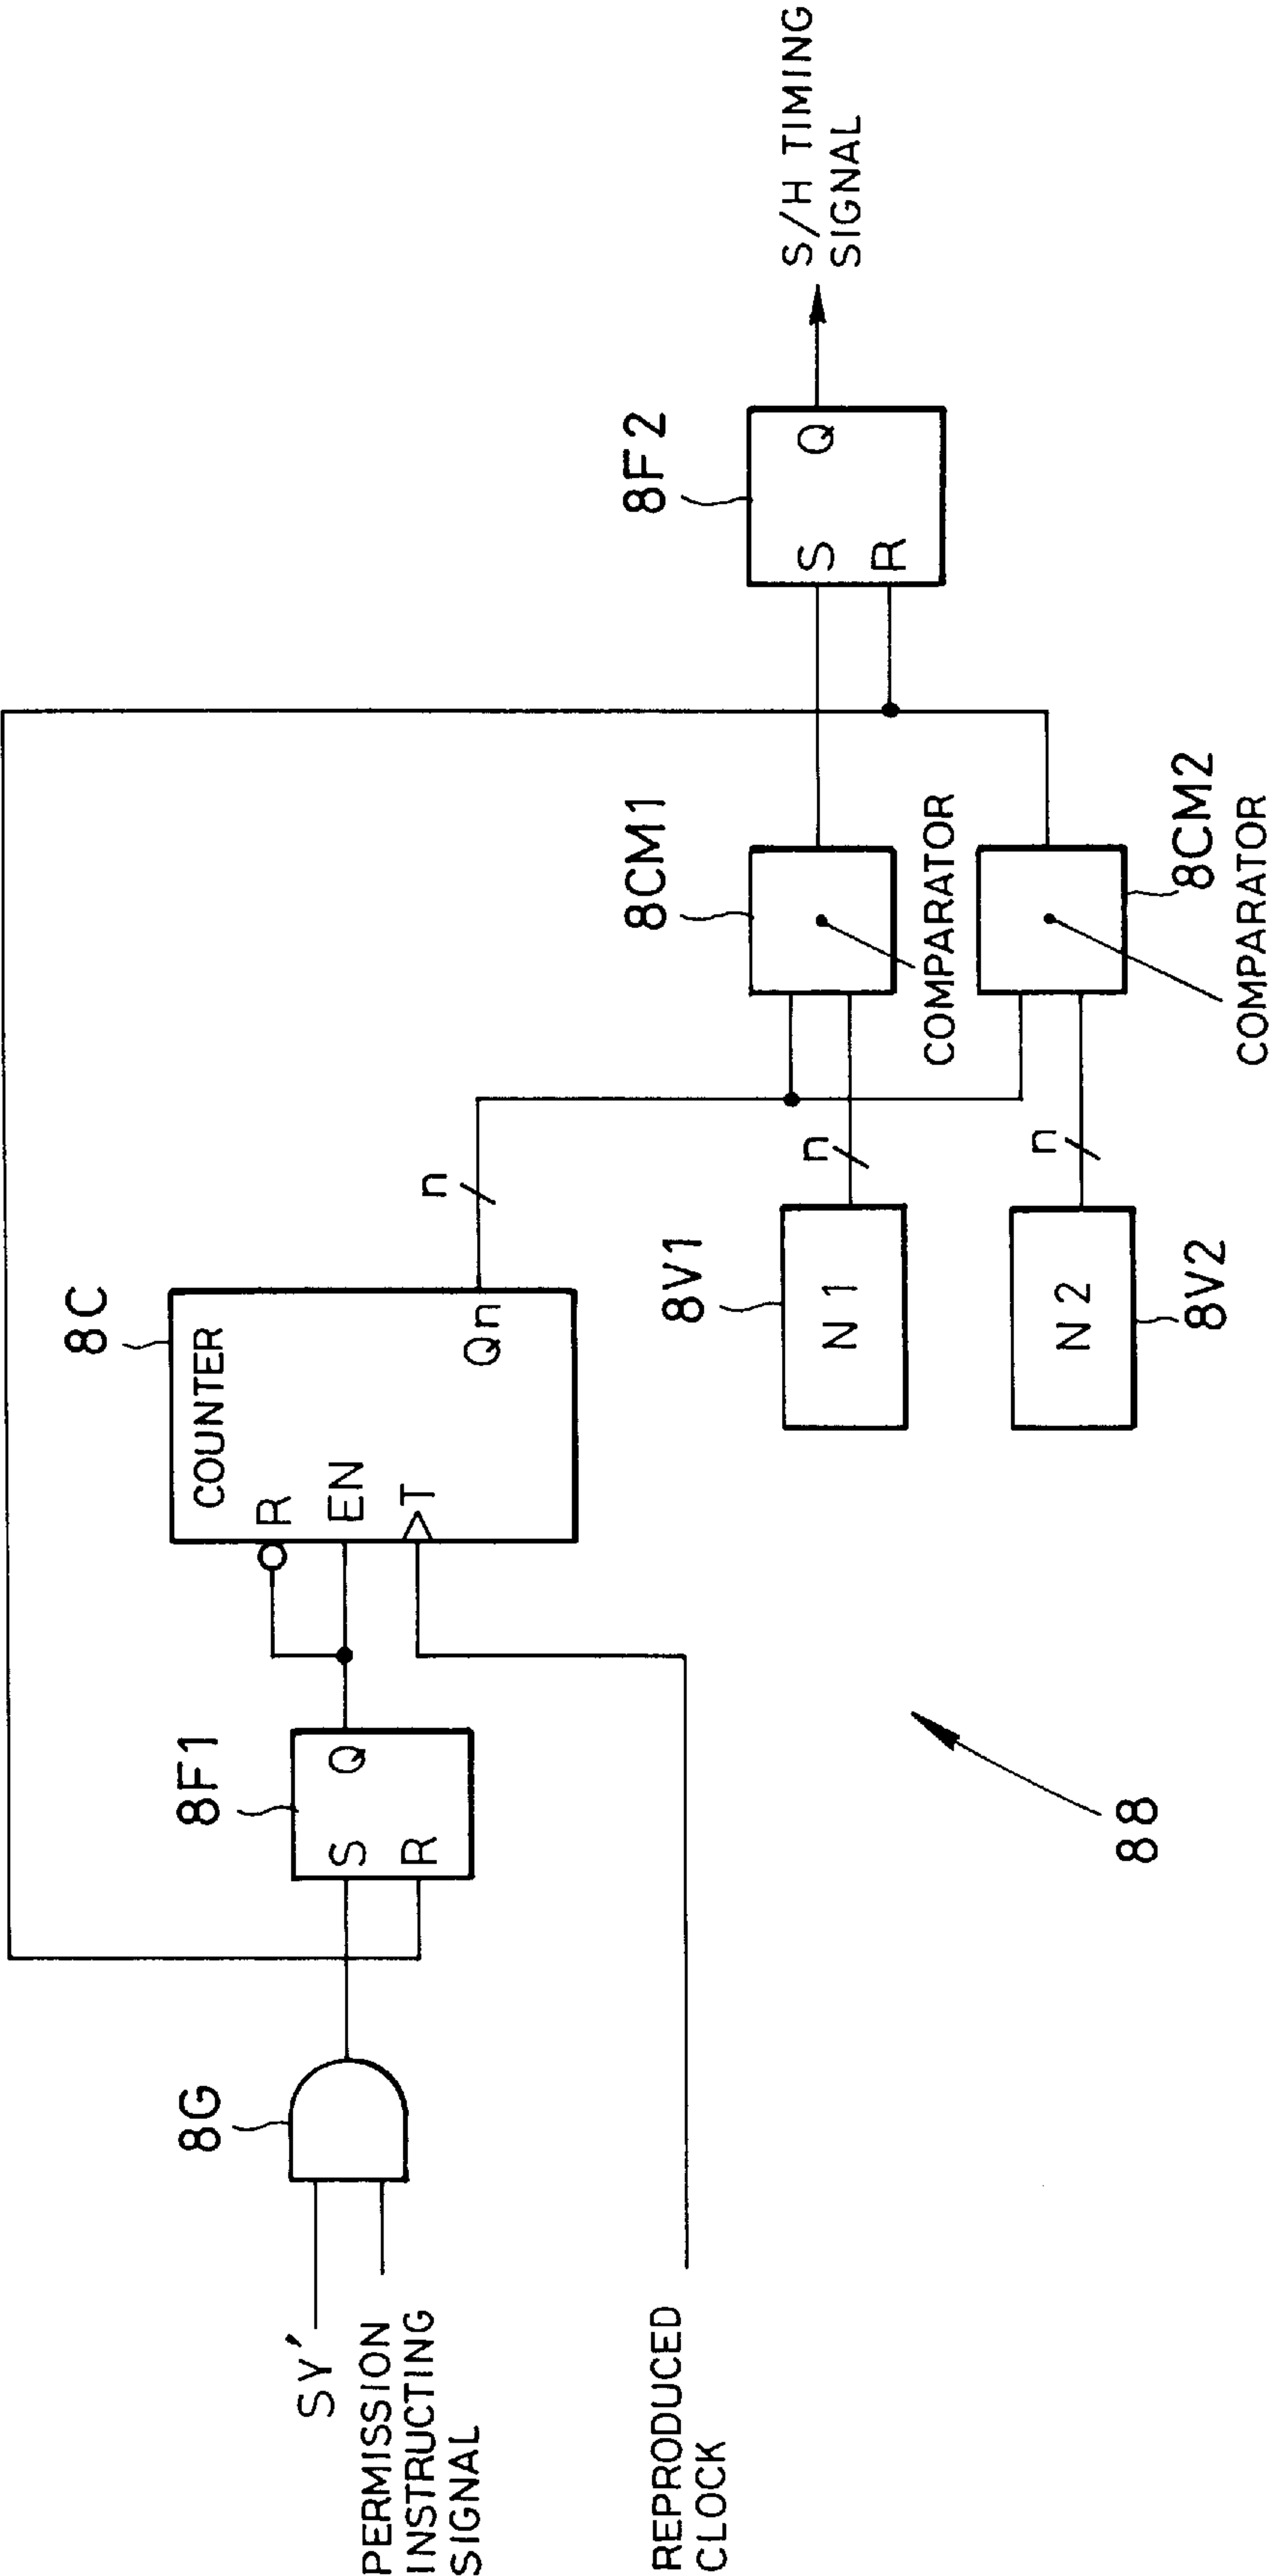 SY'
PERMISSION
INSTRUCTING
SIGNAL
REPRODUCED
CLOCK
8G
8F1
S
Q
R
8C
COUNTER
R
EN
T
Qn
n
8V1
N1
n
8V2
N2
n
8CM1
COMPARATOR
8CM2
COMPARATOR
8F2
S
Q
R
S/H TIMING
SIGNAL
88